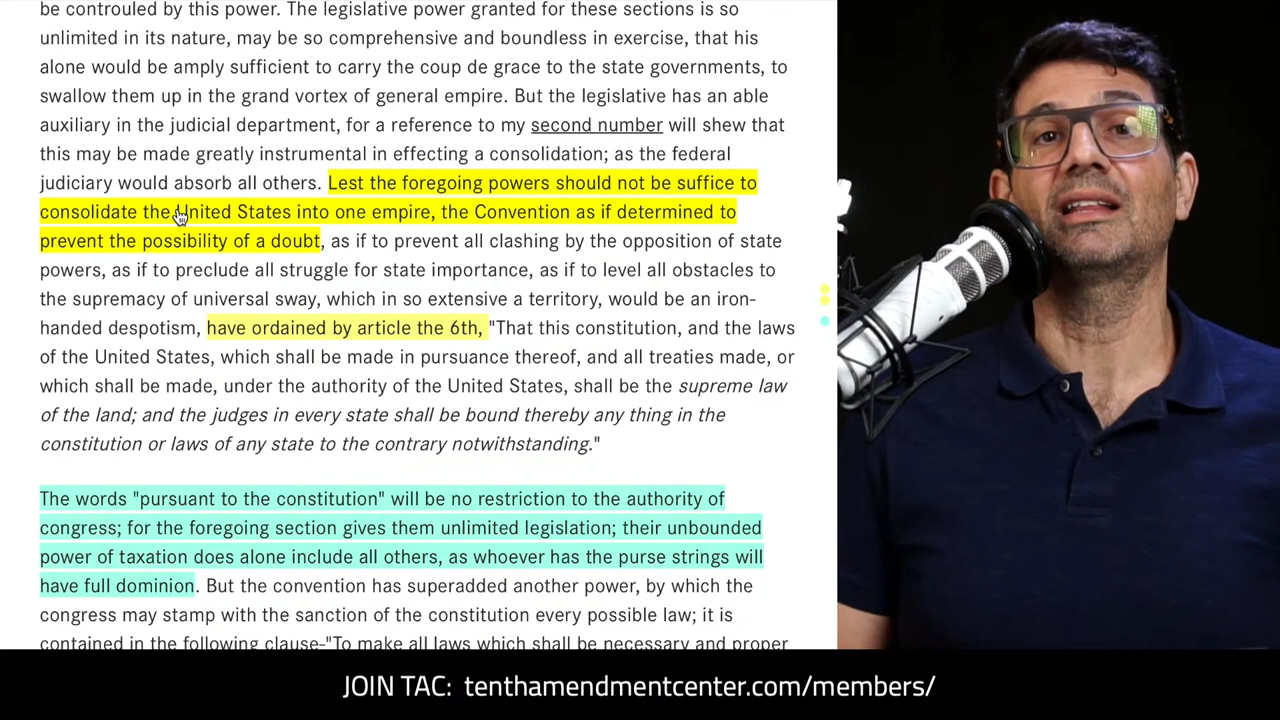 be controuled by this power. The legislative power granted for these sections is so
unlimited in its nature, may be so comprehensive and boundless in exercise, that his
alone would be amply sufficient to carry the coup de grace to the state governments, to
swallow them up in the grand vortex of general empire. But the legislative has an able
auxiliary in the judicial department, for a reference to my second number will shew that
this may be made greatly instrumental in effecting a consolidation; as the federal
judiciary would absorb all others. Lest the foregoing powers should not be suffice to
consolidate the United States into one empire, the Convention as if determined to
prevent the possibility of a doubt, as if to prevent all clashing by the opposition of state
powers, as if to preclude all struggle for state importance, as if to level all obstacles to
the supremacy of universal sway, which in so extensive a territory, would be an iron-
handed despotism, have ordained by article the 6th, "That this constitution, and the laws
of the United States, which shall be made in pursuance thereof, and all treaties made, or
which shall be made, under the authority of the United States, shall be the supreme law
of the land; and the judges in every state shall be bound thereby any thing in the
constitution or laws of any state to the contrary notwithstanding."
The words "pursuant to the constitution" will be no restriction to the authority of
congress; for the foregoing section gives them unlimited legislation; their unbounded
power of taxation does alone include all others, as whoever has the purse strings will
have full dominion. But the convention has superadded another power, by which the
congress may stamp with the sanction of the constitution every possible law; it is
contained in the following clause-"To make all laws which shall be necessary and proper
JOIN TAC: tenthamendmentcenter.com/members/